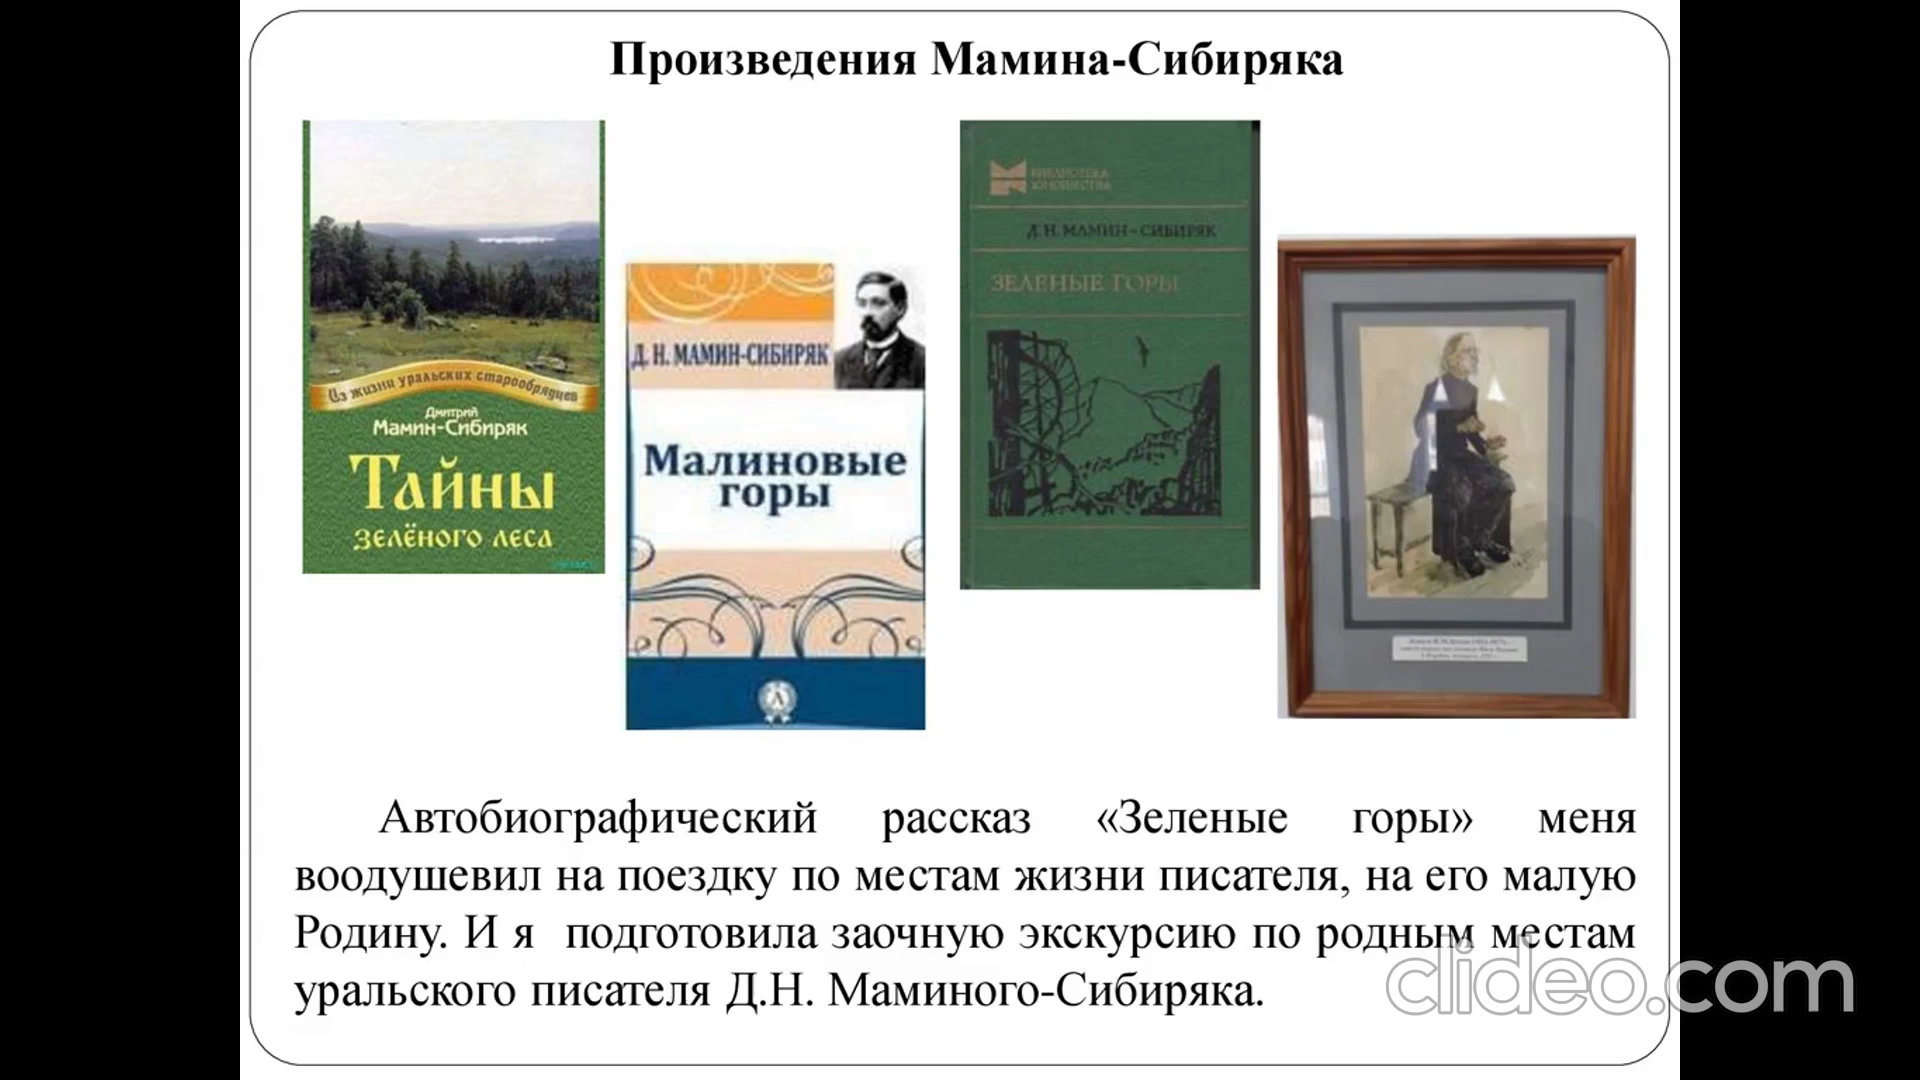 Произведения Мамина-Сибиряка
Из жизни уральских старообрядцев
Дмитрий
Мамин-Сибиряк
Тайны
зелёного леса
Д. Н. МАМИН-СИБИРЯК
Малиновые
горы
БИБЛИОТЕКА
ЮНОШЕСТВА
Д. Н. МАМИН-СИБИРЯК
ЗЕЛЕНЫЕ ГОРЫ
Автобиографический рассказ «Зеленые горы» меня
воодушевил на поездку по местам жизни писателя, на его малую
Родину. И я подготовила заочную экскурсию по родным местам
уральского писателя Д.Н. Маминого-Сибиряка.
clideo.com